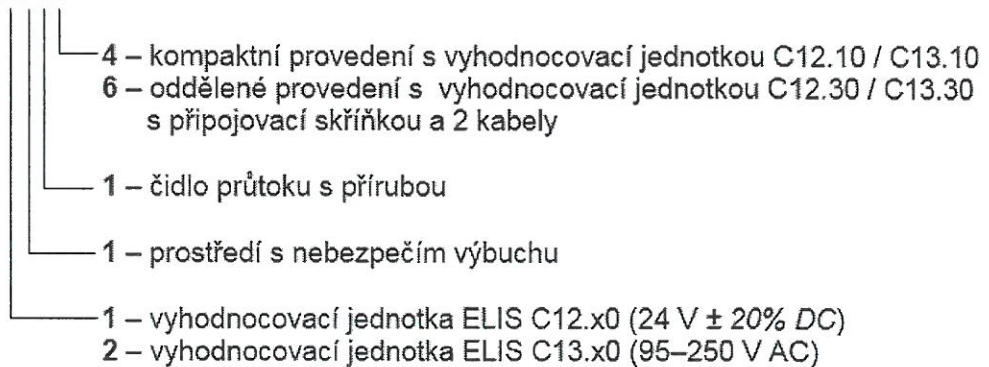 4 – kompaktní provedení s vyhodnocovací jednotkou C12.10 / C13.10
6 – oddělené provedení s vyhodnocovací jednotkou C12.30 / C13.30
s připojovací skříňkou a 2 kabely
1 – čidlo průtoku s přírubou
1 – prostředí s nebezpečím výbuchu
1 – vyhodnocovací jednotka ELIS C12.x0 (24 V ± 20% DC)
2 – vyhodnocovací jednotka ELIS C13.x0 (95–250 V AC)